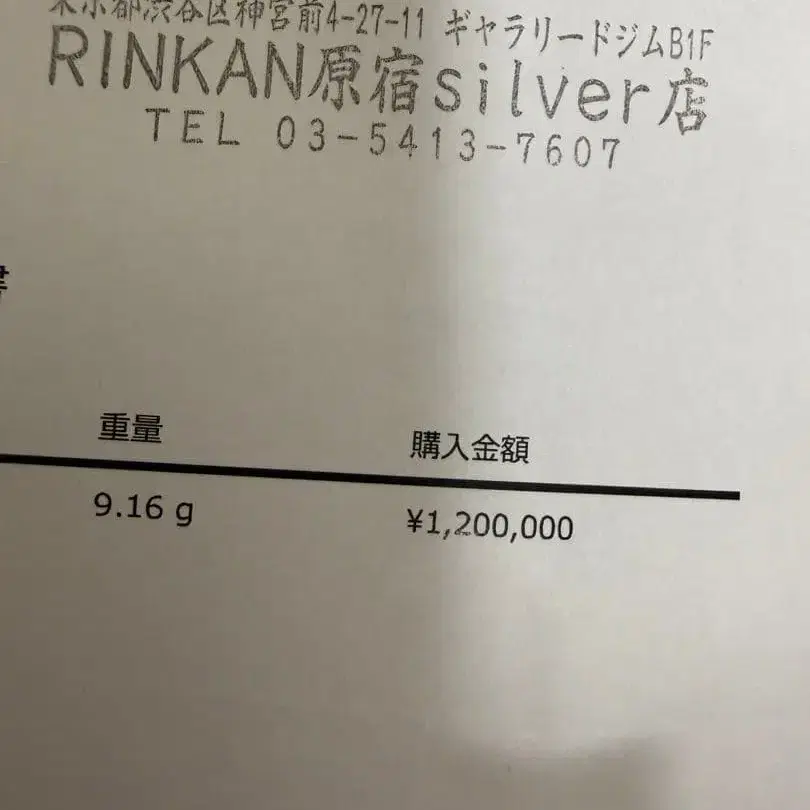 東京都渋谷区神宮前4-27-11 ギャラリードジムB1F
RINKAN原宿silver店
TEL 03-5413-7607
重量 購入金額
9.16 g ¥1,200,000